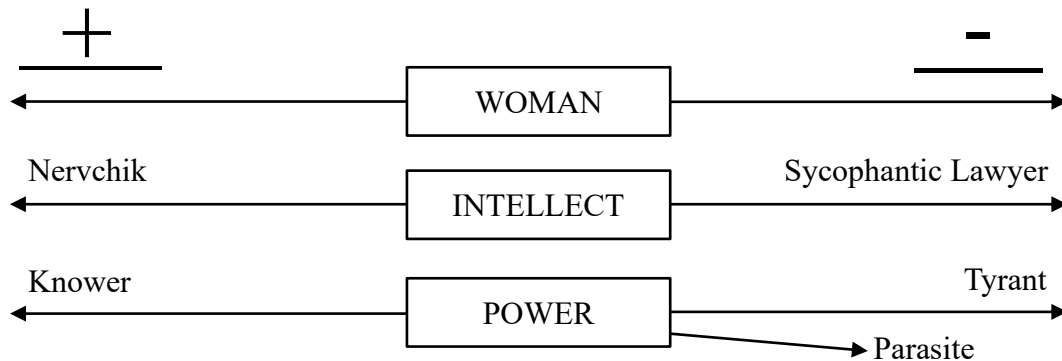 + -
WOMAN
Nervchik Sycophantic Lawyer
INTELLECT
Knower Tyrant
POWER
Parasite